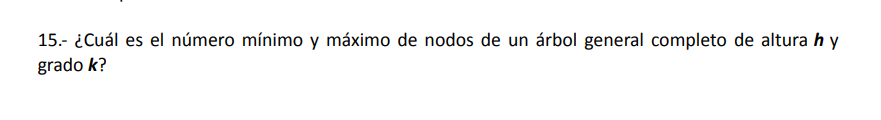 15.- ¿Cuál es el número mínimo y máximo de nodos de un árbol general completo de altura h y
grado k?